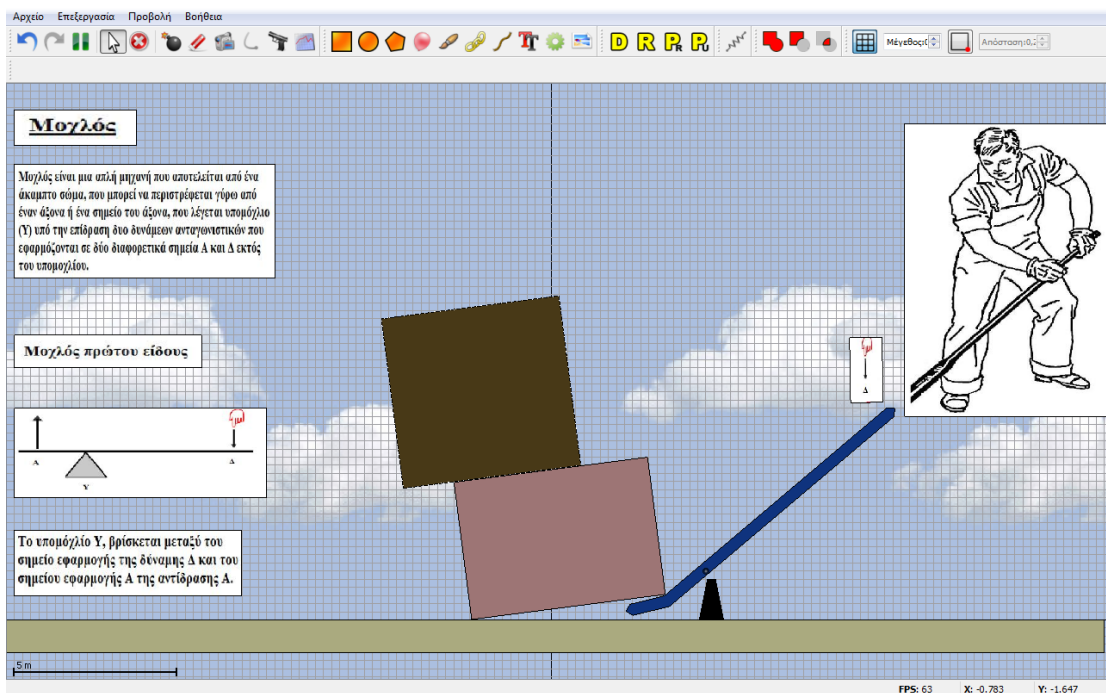 Αρχείο Επεξεργασία Προβολή Βοήθεια
Μέγεθος:( Απόσταση:0,2
Μοχλός
Μοχλός είναι μια απλή μηχανή που αποτελείται από ένα
άκαμπτο σώμα, που μπορεί να περιστρέφεται γύρω από
έναν άξονα ή ένα σημείο του άξονα, που λέγεται υπομόχλιο
(Υ) υπό την επίδραση δυο δυνάμεων ανταγωνιστικών που
εφαρμόζονται σε δύο διαφορετικά σημεία Α και Δ εκτός
του υπομοχλίου.
Μοχλός πρώτου είδους
Δ
Α Δ
Υ
Το υπομόχλίο Υ, βρίσκεται μεταξύ του
σημείο εφαρμογής της δύναμης Δ και του
σημείου εφαρμογής Α της αντίδρασης Α.
5 m
FPS: 63 X: -0.783 Y: -1.647